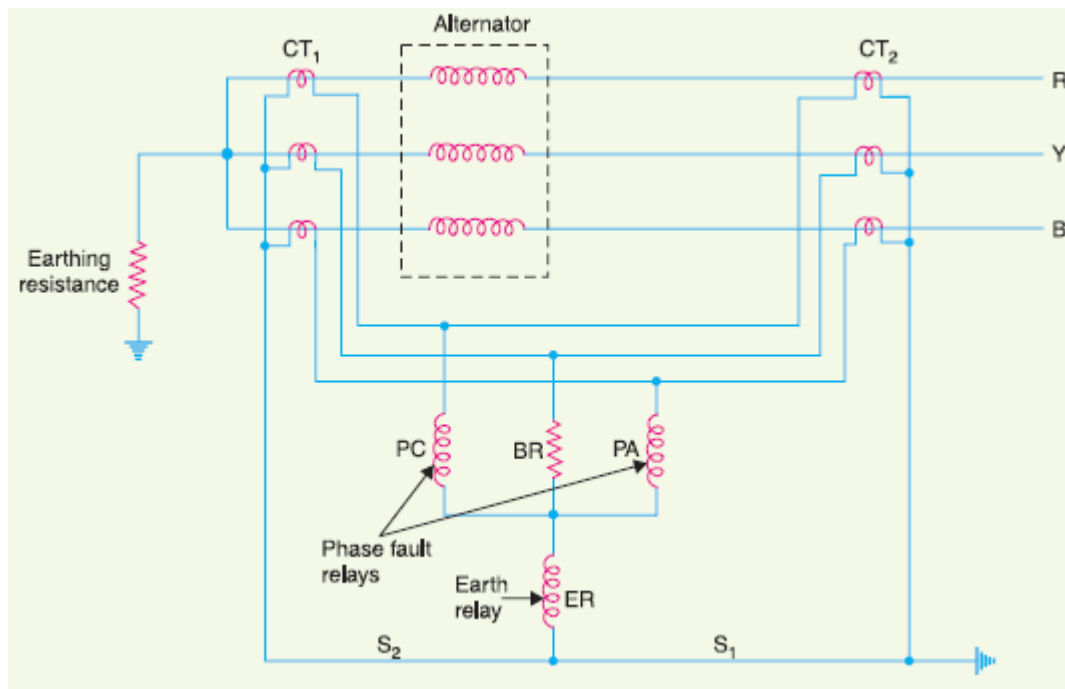 Alternator
CT₁
CT₂
R
Y
B
Earthing
resistance
PC
BR
PA
Phase fault
relays
Earth
relay
ER
S₂
S₁